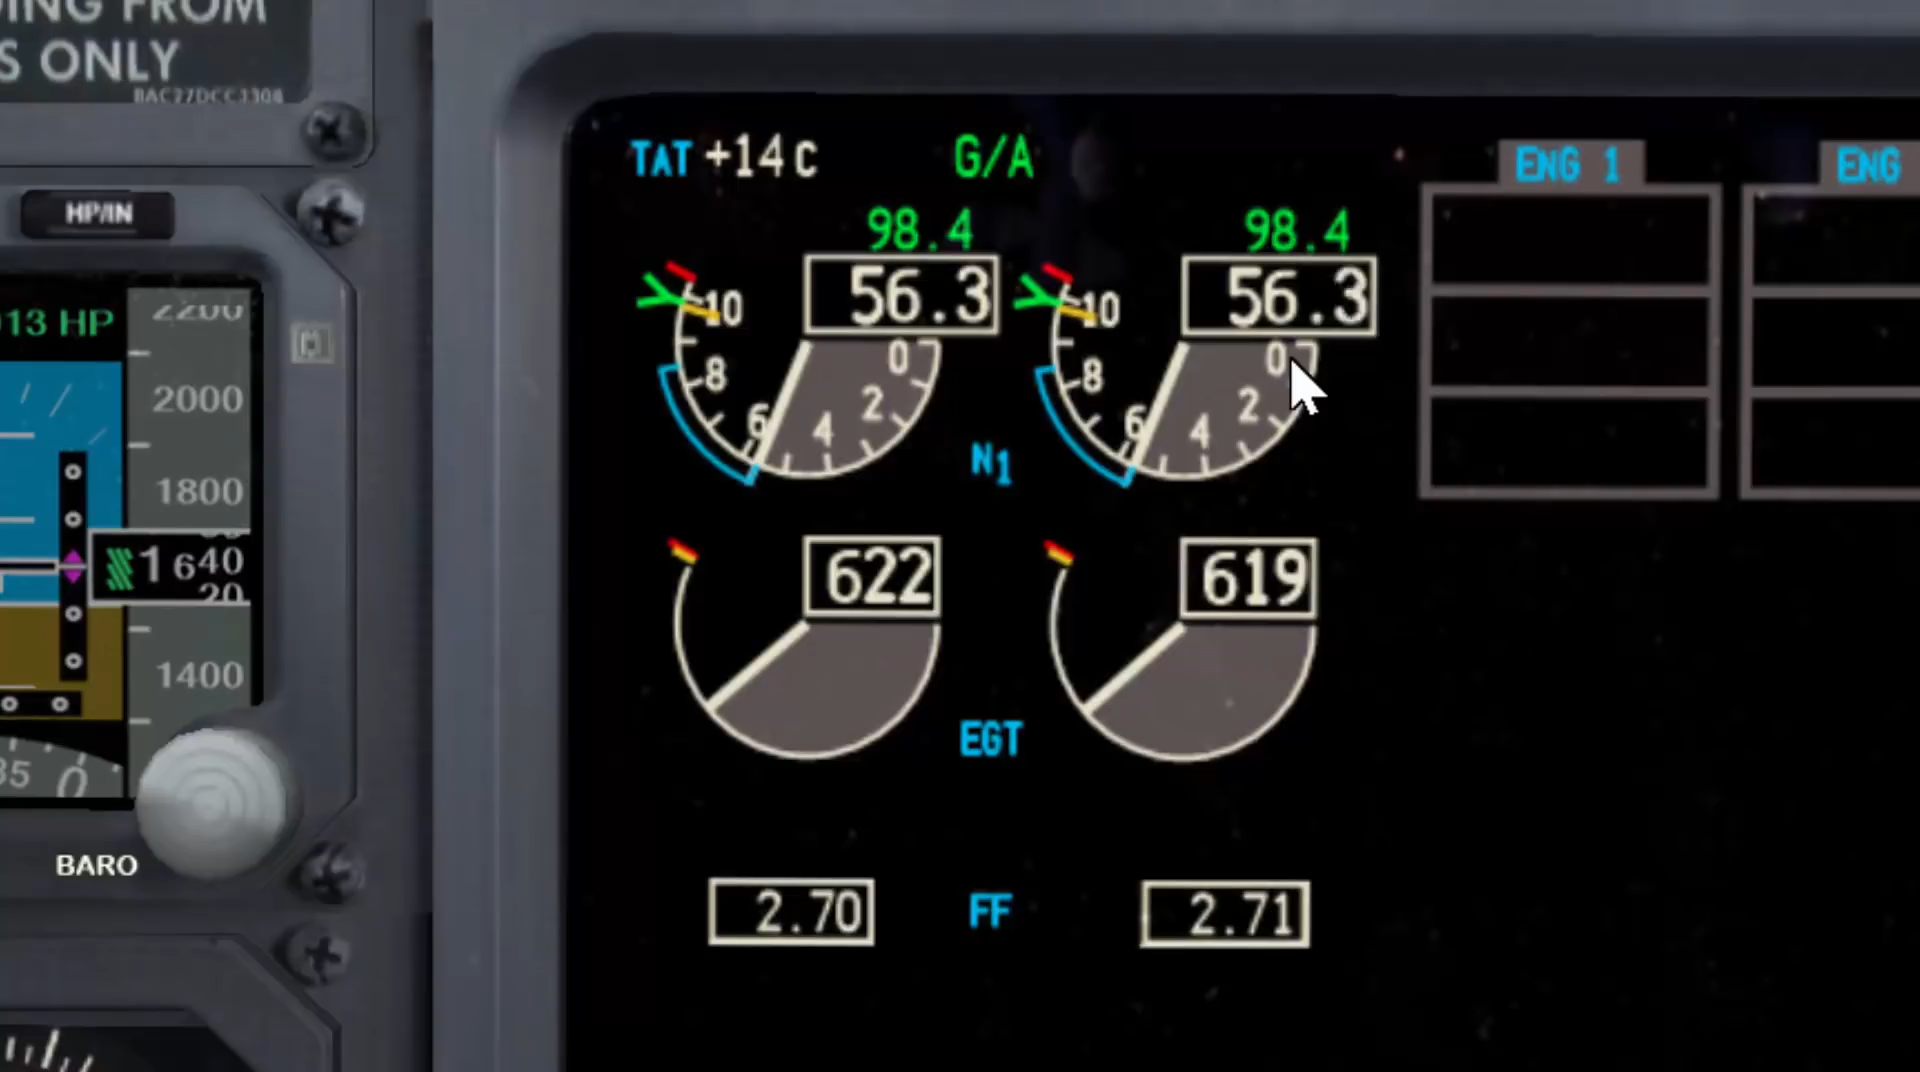 ING FROM
S ONLY
BAC27DCC3308
HP/IN
13 HP
2200
2000
1800
1 640
20
1400
35 0
BARO
TAT +14 C
G/A
98.4 98.4
56.3 56.3
10 8 6 4 2 0
10 8 6 4 2 0
N1
622 619
EGT
2.70 FF 2.71
ENG 1
ENG